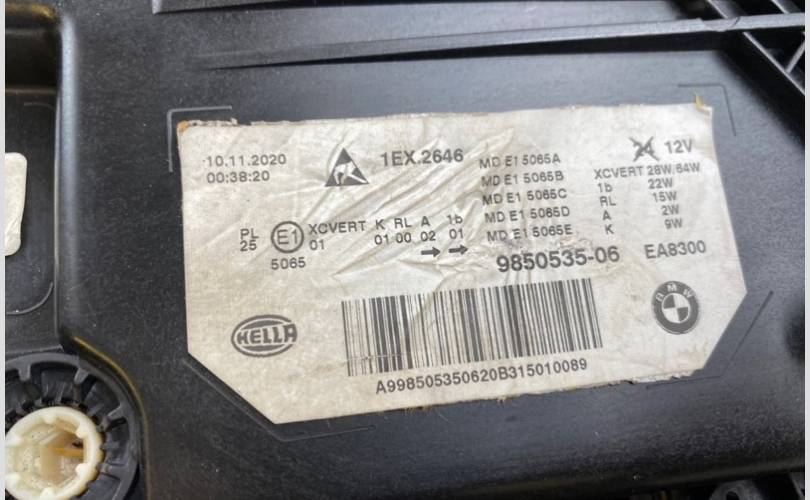 10.11.2020
00:38:20
1EX.2646
MD E1 5065A
MD E1 5065B
MD E1 5065C
MD E1 5065D
MD E1 5065E
24 12V
XCVERT 28W/64W
1b 22W
RL 15W
A 2W
K 9W
PL
25
E1
5065
XCVERT K RL A 1b
01 01 00 02 01
9850535-06 EA8300
HELLA
BMW
A998505350620B315010089